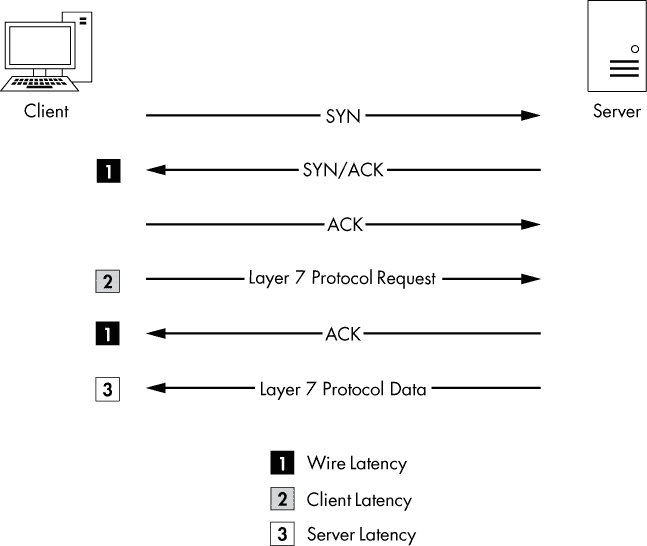 Client
Server
SYN
1 SYN/ACK
ACK
2 Layer 7 Protocol Request
1 ACK
3 Layer 7 Protocol Data
1 Wire Latency
2 Client Latency
3 Server Latency